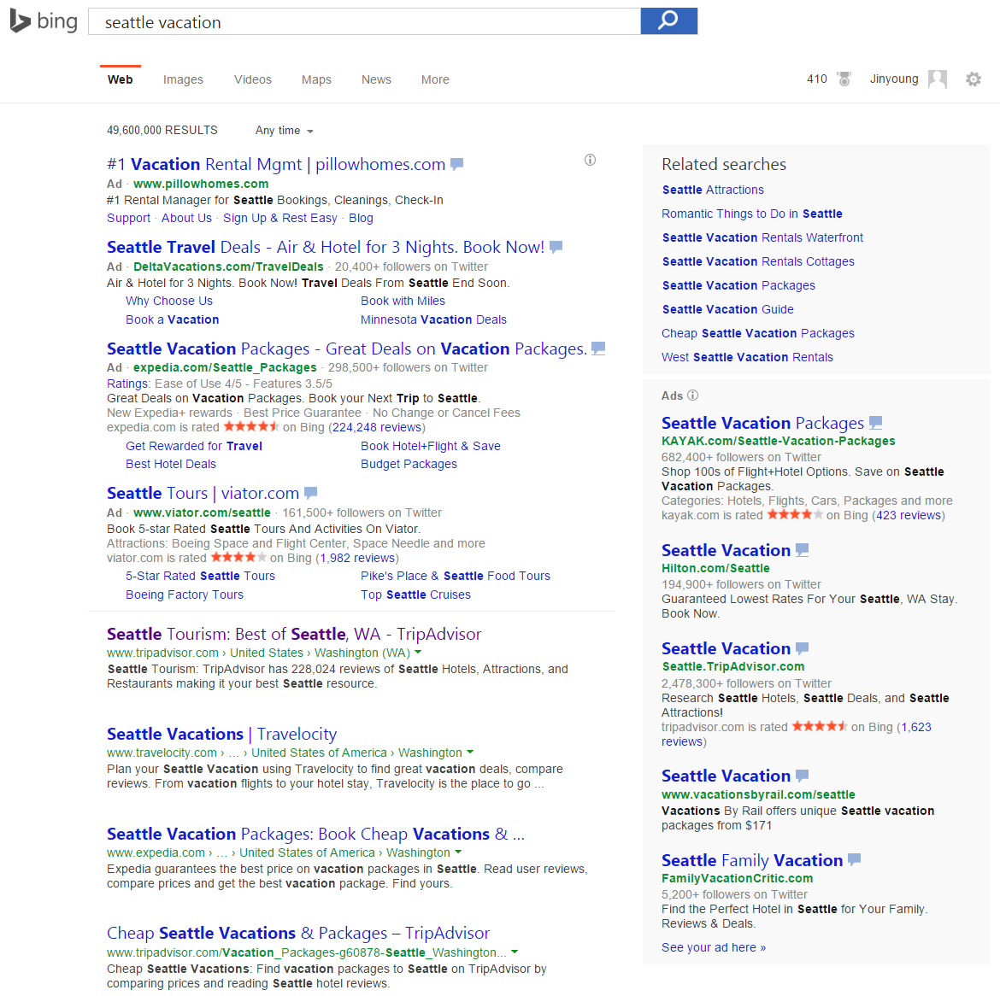 bing
seattle vacation
Web Images Videos Maps News More
410 Jinyoung
49,600,000 RESULTS Any time
#1 Vacation Rental Mgmt | pillowhomes.com
Ad · www.pillowhomes.com
#1 Rental Manager for Seattle Bookings, Cleanings, Check-In
Support · About Us · Sign Up & Rest Easy · Blog
Seattle Travel Deals - Air & Hotel for 3 Nights. Book Now!
Ad · DeltaVacations.com/TravelDeals · 20,400+ followers on Twitter
Air & Hotel for 3 Nights. Book Now! Travel Deals From Seattle End Soon.
Why Choose Us Book with Miles
Book a Vacation Minnesota Vacation Deals
Seattle Vacation Packages - Great Deals on Vacation Packages.
Ad · expedia.com/Seattle_Packages · 298,500+ followers on Twitter
Ratings: Ease of Use 4/5 - Features 3.5/5
Great Deals on Vacation Packages. Book your Next Trip to Seattle.
New Expedia+ rewards · Best Price Guarantee · No Change or Cancel Fees
expedia.com is rated ★★★★★ on Bing (224,248 reviews)
Get Rewarded for Travel Book Hotel+Flight & Save
Best Hotel Deals Budget Packages
Seattle Tours | viator.com
Ad · www.viator.com/seattle · 161,500+ followers on Twitter
Book 5-star Rated Seattle Tours And Activities On Viator.
Attractions: Boeing Space and Flight Center, Space Needle and more
viator.com is rated ★★★★★ on Bing (1,982 reviews)
5-Star Rated Seattle Tours Pike's Place & Seattle Food Tours
Boeing Factory Tours Top Seattle Cruises
Seattle Tourism: Best of Seattle, WA - TripAdvisor
www.tripadvisor.com › United States › Washington (WA)
Seattle Tourism: TripAdvisor has 228,024 reviews of Seattle Hotels, Attractions, and
Restaurants making it your best Seattle resource.
Seattle Vacations | Travelocity
www.travelocity.com › ... › United States of America › Washington
Plan your Seattle Vacation using Travelocity to find great vacation deals, compare
reviews. From vacation flights to your hotel stay, Travelocity is the place to go ...
Seattle Vacation Packages: Book Cheap Vacations & ...
www.expedia.com › ... › United States of America › Washington
Expedia guarantees the best price on vacation packages in Seattle. Read user reviews,
compare prices and get the best vacation package. Find yours.
Cheap Seattle Vacations & Packages – TripAdvisor
www.tripadvisor.com/Vacation_Packages-g60878-Seattle_Washington...
Cheap Seattle Vacations: Find vacation packages to Seattle on TripAdvisor by
comparing prices and reading Seattle hotel reviews.
Related searches
Seattle Attractions
Romantic Things to Do in Seattle
Seattle Vacation Rentals Waterfront
Seattle Vacation Rentals Cottages
Seattle Vacation Packages
Seattle Vacation Guide
Cheap Seattle Vacation Packages
West Seattle Vacation Rentals
Ads
Seattle Vacation Packages
KAYAK.com/Seattle-Vacation-Packages
682,400+ followers on Twitter
Shop 100s of Flight+Hotel Options. Save on Seattle
Vacation Packages.
Categories: Hotels, Flights, Cars, Packages and more
kayak.com is rated ★★★★★ on Bing (423 reviews)
Seattle Vacation
Hilton.com/Seattle
194,900+ followers on Twitter
Guaranteed Lowest Rates For Your Seattle, WA Stay.
Book Now.
Seattle Vacation
Seattle.TripAdvisor.com
2,478,300+ followers on Twitter
Research Seattle Hotels, Seattle Deals, and Seattle
Attractions!
tripadvisor.com is rated ★★★★★ on Bing (1,623
reviews)
Seattle Vacation
www.vacationsbyrail.com/seattle
Vacations By Rail offers unique Seattle vacation
packages from $171
Seattle Family Vacation
FamilyVacationCritic.com
5,200+ followers on Twitter
Find the Perfect Hotel in Seattle for Your Family.
Reviews & Deals.
See your ad here »